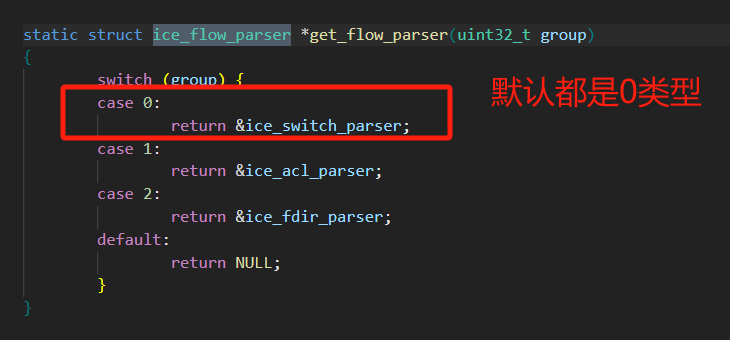 static struct ice_flow_parser *get_flow_parser(uint32_t group)
{
switch (group) {
case 0:
return &ice_switch_parser;
默认都是0类型
case 1:
return &ice_acl_parser;
case 2:
return &ice_fdir_parser;
default:
return NULL;
}
}